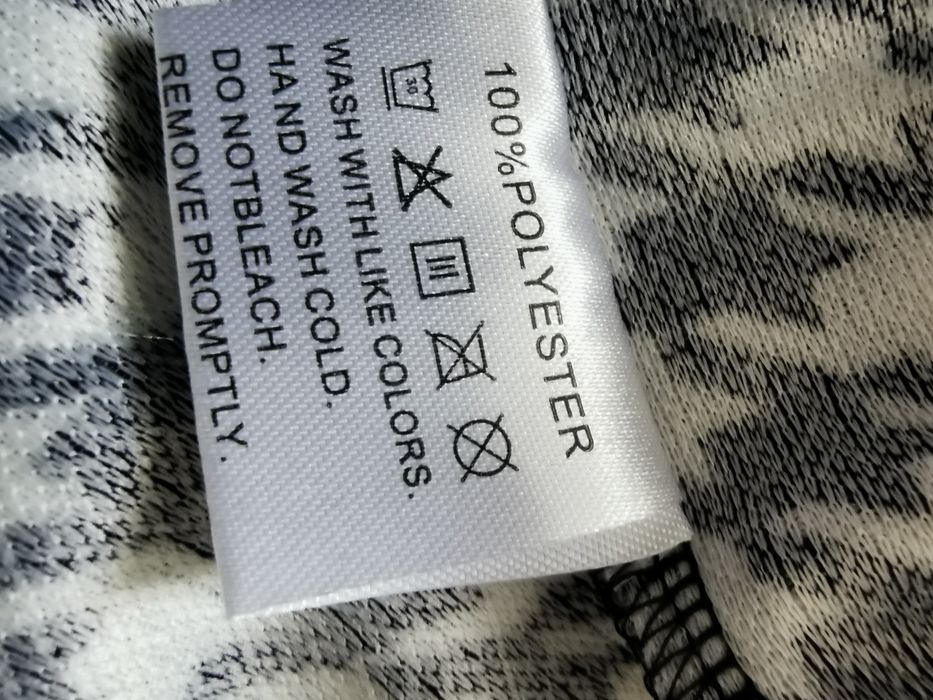 100%POLYESTER
30
WASH WITH LIKE COLORS.
HAND WASH COLD.
DO NOTBLEACH.
REMOVE PROMPTLY.